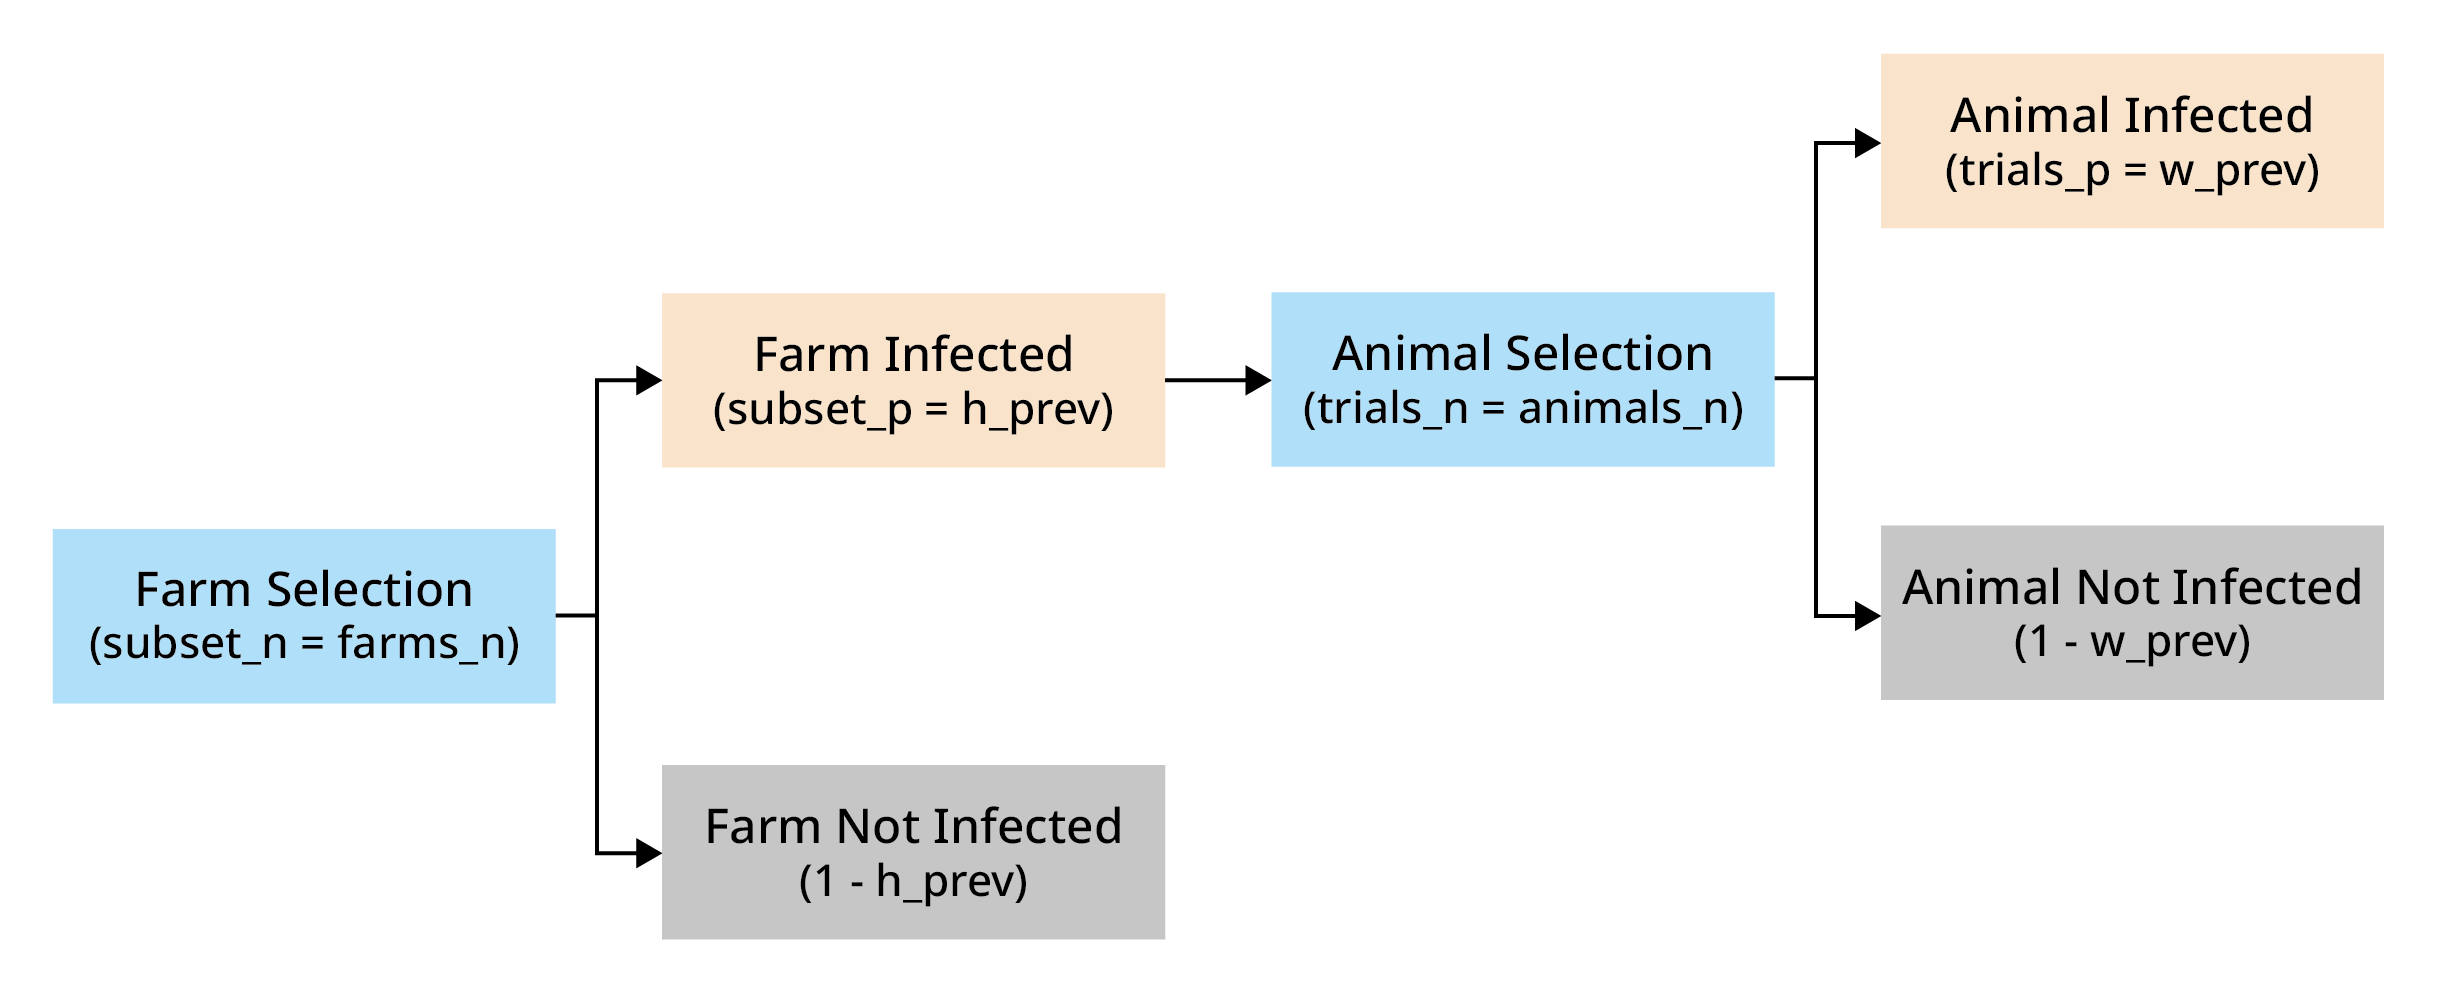 Farm Selection
(subset_n = farms_n)
Farm Infected
(subset_p = h_prev)
Farm Not Infected
(1 - h_prev)
Animal Selection
(trials_n = animals_n)
Animal Infected
(trials_p = w_prev)
Animal Not Infected
(1 - w_prev)